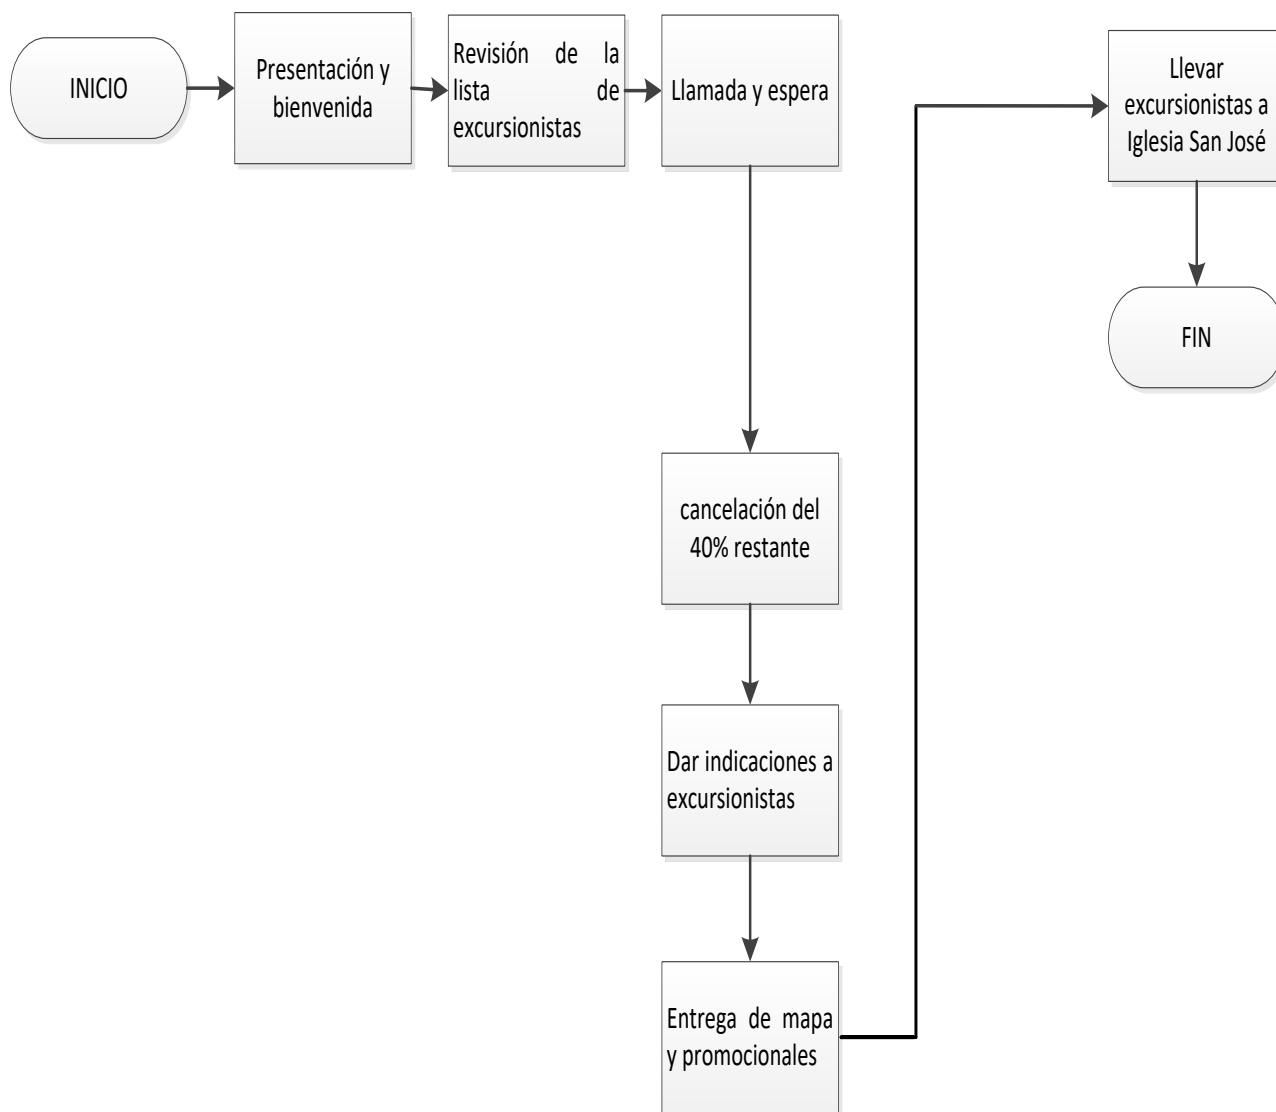 INICIO
Presentación y
bienvenida
Revisión de la
lista de
excursionistas
Llamada y espera
cancelación del
40% restante
Dar indicaciones a
excursionistas
Entrega de mapa
y promocionales
Llevar
excursionistas a
Iglesia San José
FIN